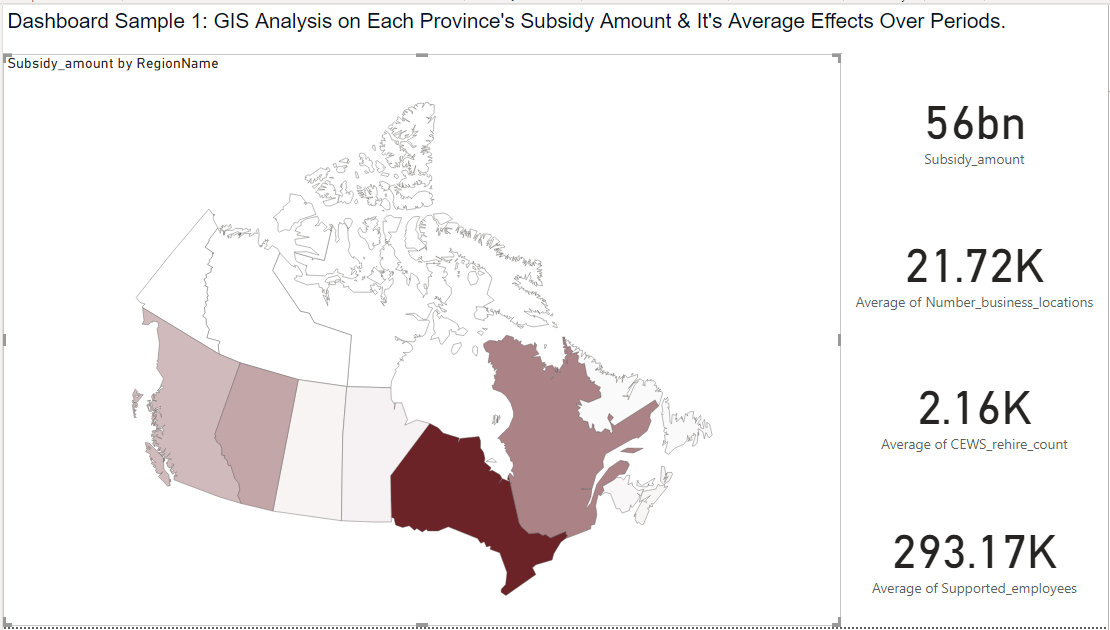 Dashboard Sample 1: GIS Analysis on Each Province's Subsidy Amount & It's Average Effects Over Periods.
Subsidy_amount by RegionName
56bn
Subsidy_amount
21.72K
Average of Number_business_locations
2.16K
Average of CEWS_rehire_count
293.17K
Average of Supported_employees